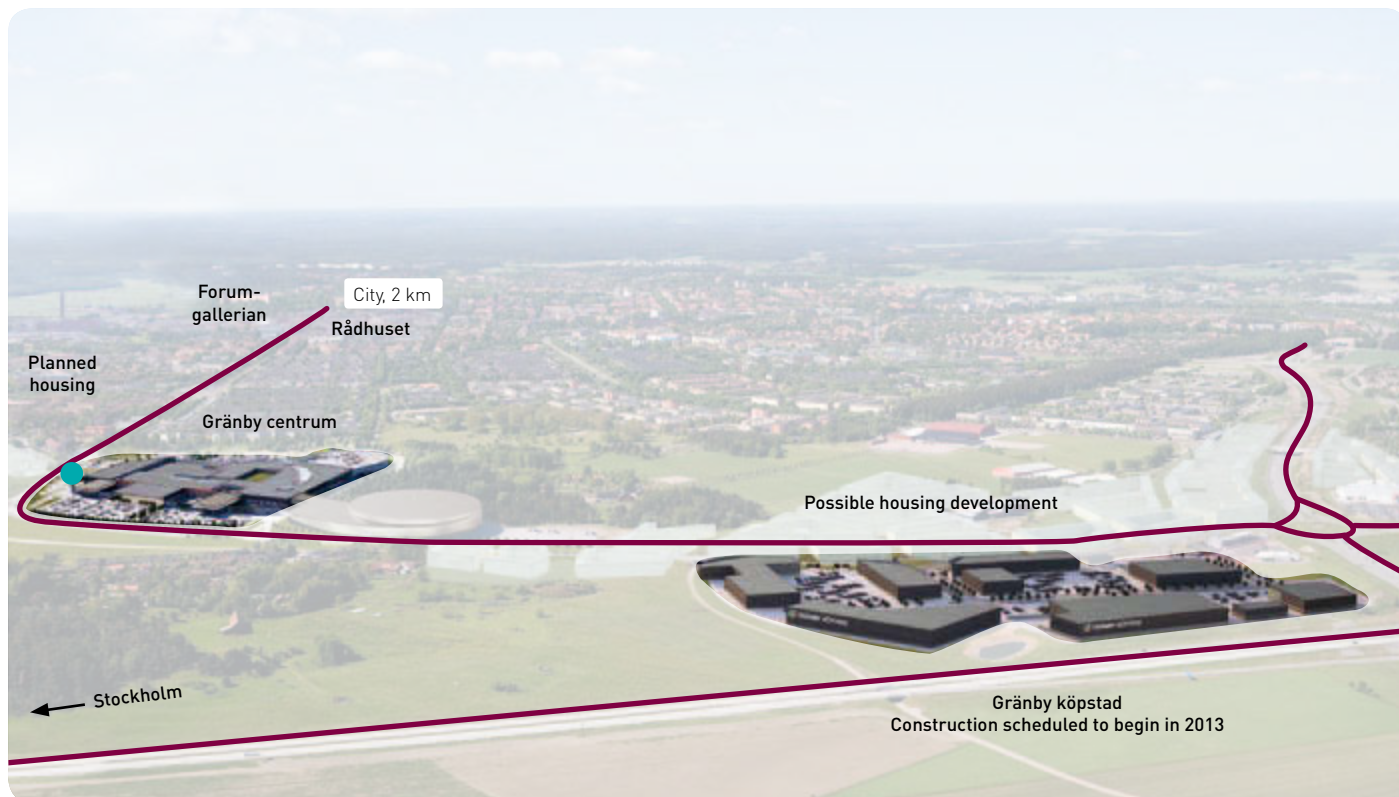 Forum-
gallerian
City, 2 km
Rådhuset
Planned
housing
Gränby centrum
Possible housing development
Stockholm
Gränby köpstad
Construction scheduled to begin in 2013